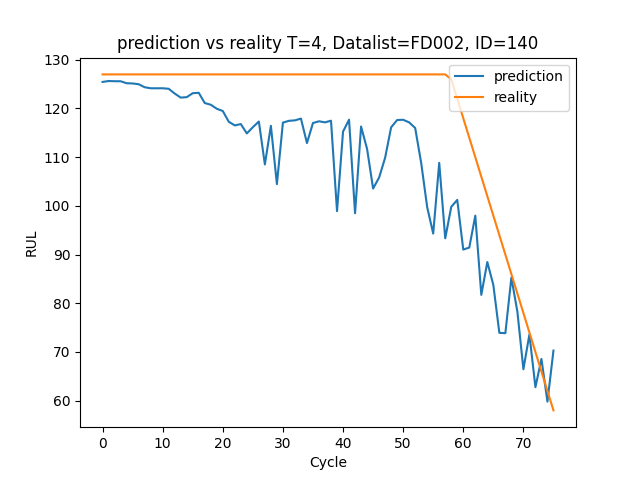 prediction vs reality T=4, Datalist=FD002, ID=140
prediction
reality
RUL
130
120
110
100
90
80
70
60
0 10 20 30 40 50 60 70
Cycle